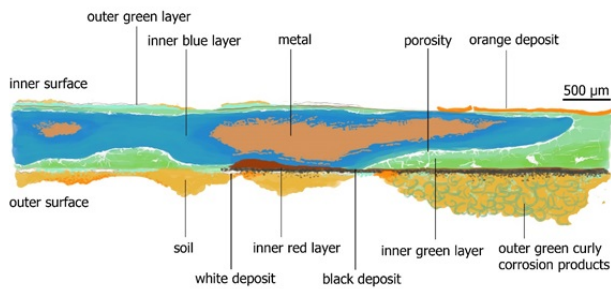 outer green layer
inner blue layer
metal
porosity
orange deposit
inner surface
500 µm
outer surface
soil
inner red layer
inner green layer
outer green curly
corrosion products
white deposit
black deposit